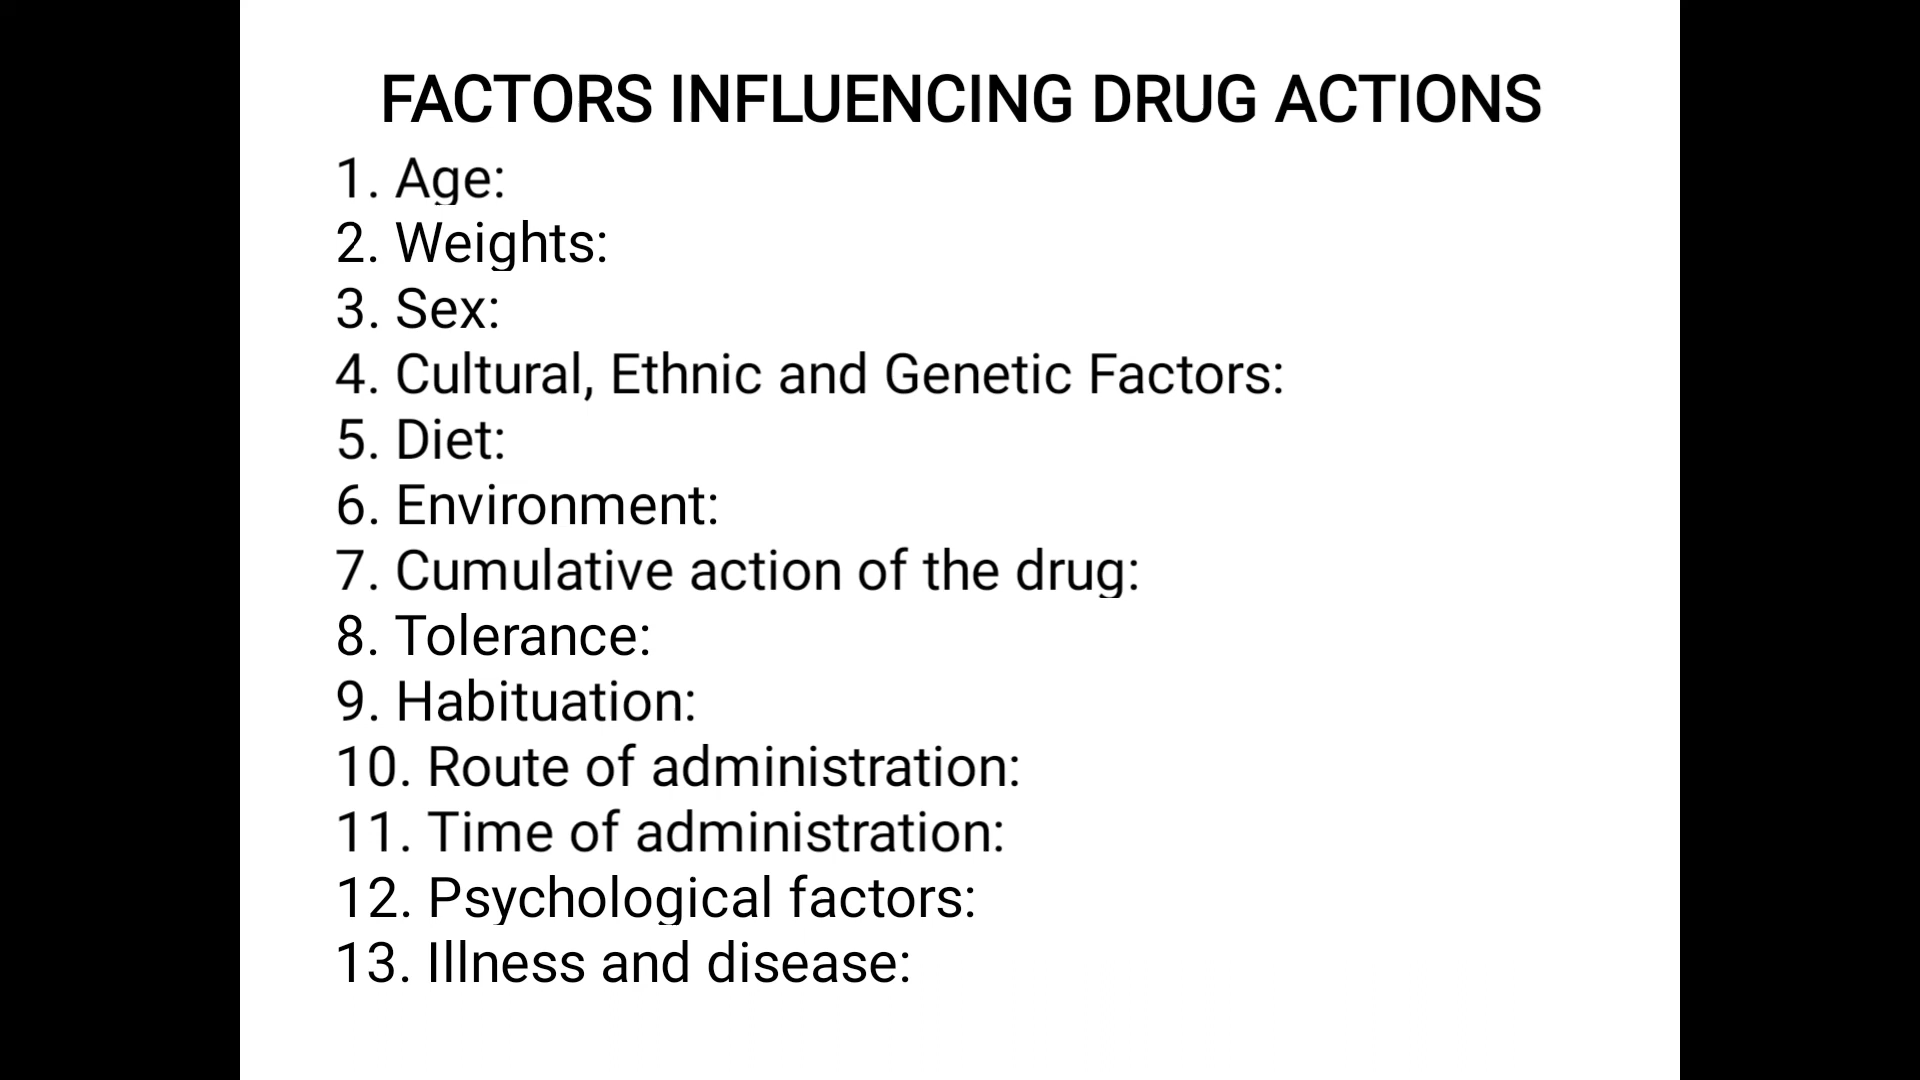 FACTORS INFLUENCING DRUG ACTIONS
1. Age:
2. Weights:
3. Sex:
4. Cultural, Ethnic and Genetic Factors:
5. Diet:
6. Environment:
7. Cumulative action of the drug:
8. Tolerance:
9. Habituation:
10. Route of administration:
11. Time of administration:
12. Psychological factors:
13. Illness and disease: